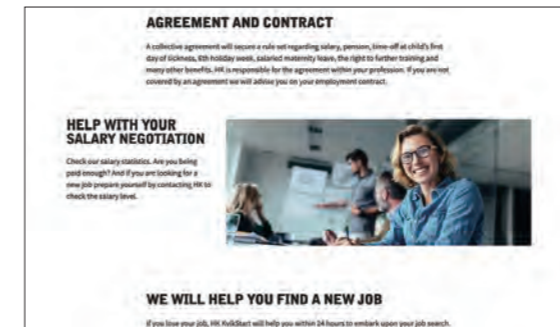 AGREEMENT AND CONTRACT
A collective agreement will secure a rule set regarding salary, pension, time-off at child's first
day of sickness, 6th holiday week, salaried maternity leave, the right to further training and
many other benefits. HK is responsible for the agreement within your profession. If you are not
covered by an agreement we will advise you on your employment contract.
HELP WITH YOUR
SALARY NEGOTIATION
Check our salary statistics. Are you being
paid enough? And if you are looking for a
new job prepare yourself by contacting HK to
check the salary level.
WE WILL HELP YOU FIND A NEW JOB
If you lose your job, HK KvikStart will help you within 24 hours to embark upon your job search.